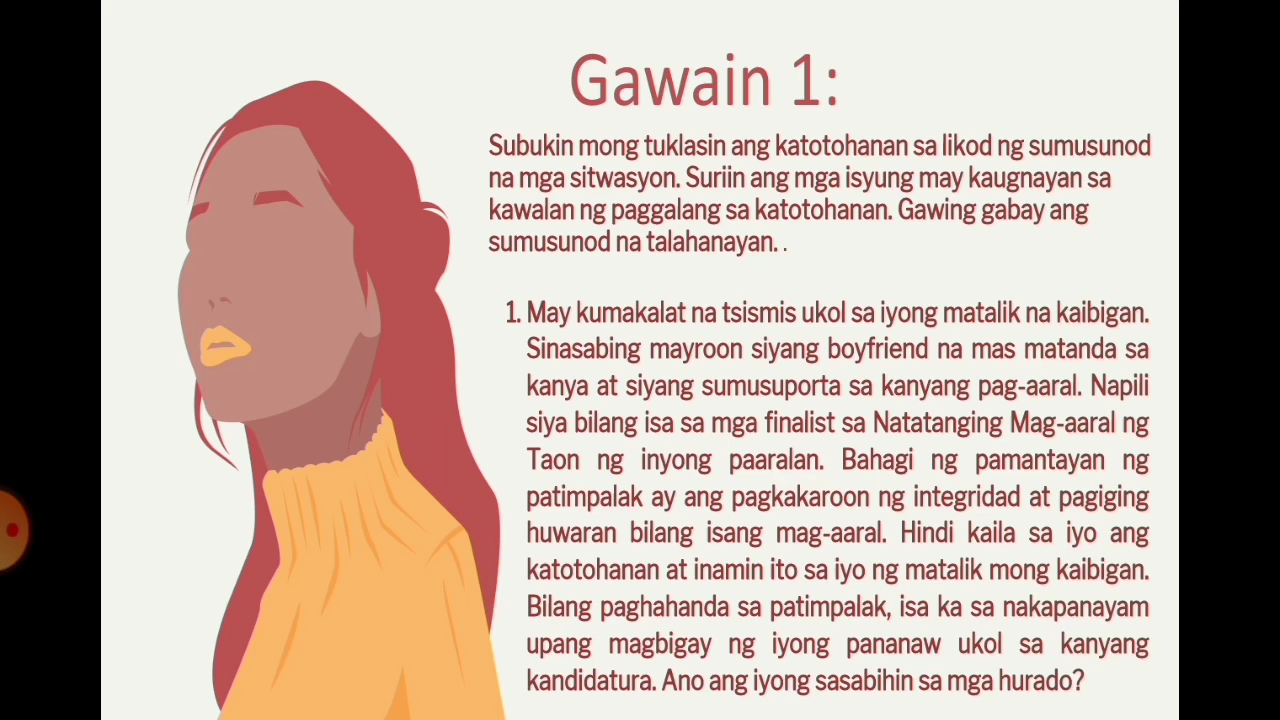 Gawain 1:
Subukin mong tuklasin ang katotohanan sa likod ng sumusunod
na mga sitwasyon. Suriin ang mga isyung may kaugnayan sa
kawalan ng paggalang sa katotohanan. Gawing gabay ang
sumusunod na talahanayan. .
1. May kumakalat na tsismis ukol sa iyong matalik na kaibigan.
Sinasabing mayroon siyang boyfriend na mas matanda sa
kanya at siyang sumusuporta sa kanyang pag-aaral. Napili
siya bilang isa sa mga finalist sa Natatanging Mag-aaral ng
Taon ng inyong paaralan. Bahagi ng pamantayan ng
patimpalak ay ang pagkakaroon ng integridad at pagiging
huwaran bilang isang mag-aaral. Hindi kaila sa iyo ang
katotohanan at inamin ito sa iyo ng matalik mong kaibigan.
Bilang paghahanda sa patimpalak, isa ka sa nakapanayam
upang magbigay ng iyong pananaw ukol sa kanyang
kandidatura. Ano ang iyong sasabihin sa mga hurado?